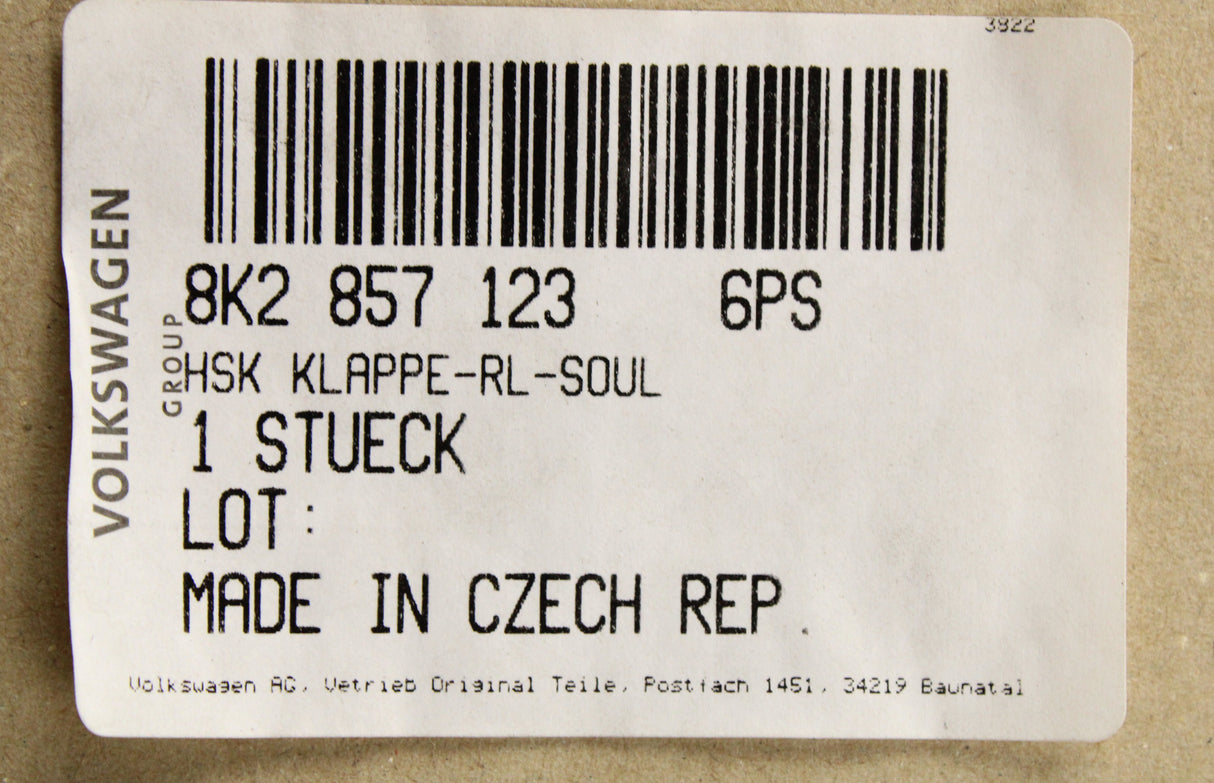 3822
VOLKSWAGEN
GROUP
8K2 857 123 6PS
HSK KLAPPE-RL-SOUL
1 STUECK
LOT:
MADE IN CZECH REP.
Volkswagen AG, Vetrieb Original Teile, Postfach 1451, 34219 Baunatal